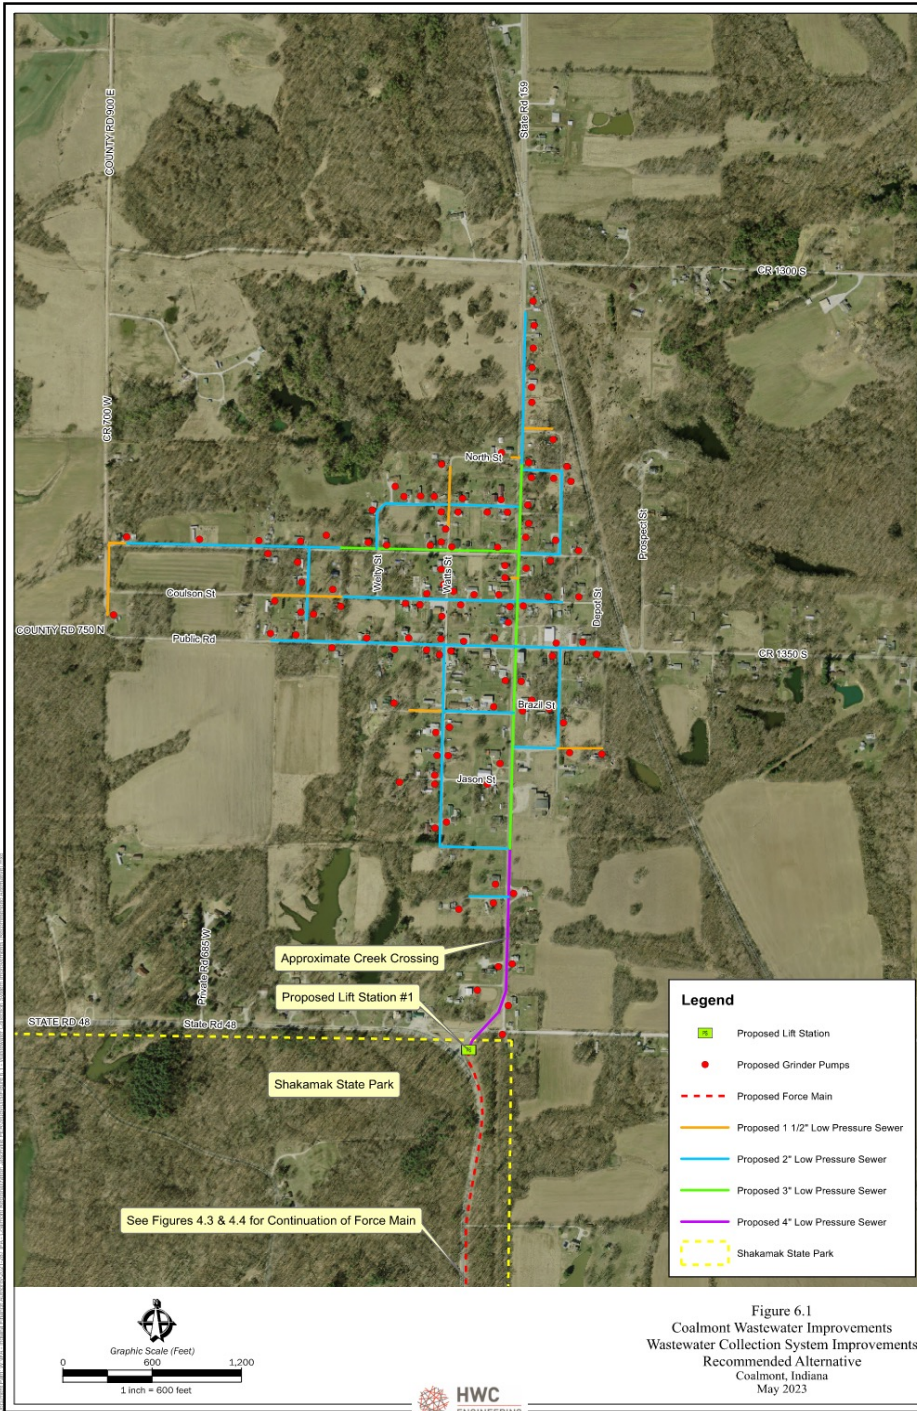 State Rd 159
COUNTY RD 900 E
CR 1300 S
CR 700 W
North St
Prospect St
Welty St
Watts St
Coulson St
Depot St
COUNTY RD 750 N
Public Rd
CR 1350 S
Brazil St
Jason St
Private Rd 685 W
Approximate Creek Crossing
Proposed Lift Station #1
STATE RD 48
State Rd 48
Shakamak State Park
See Figures 4.3 & 4.4 for Continuation of Force Main
Legend
Proposed Lift Station
Proposed Grinder Pumps
Proposed Force Main
Proposed 1 1/2" Low Pressure Sewer
Proposed 2" Low Pressure Sewer
Proposed 3" Low Pressure Sewer
Proposed 4" Low Pressure Sewer
Shakamak State Park
Graphic Scale (Feet)
0 600 1,200
1 inch = 600 feet
Figure 6.1
Coalmont Wastewater Improvements
Wastewater Collection System Improvements
Recommended Alternative
Coalmont, Indiana
May 2023
HWC
ENGINEERING